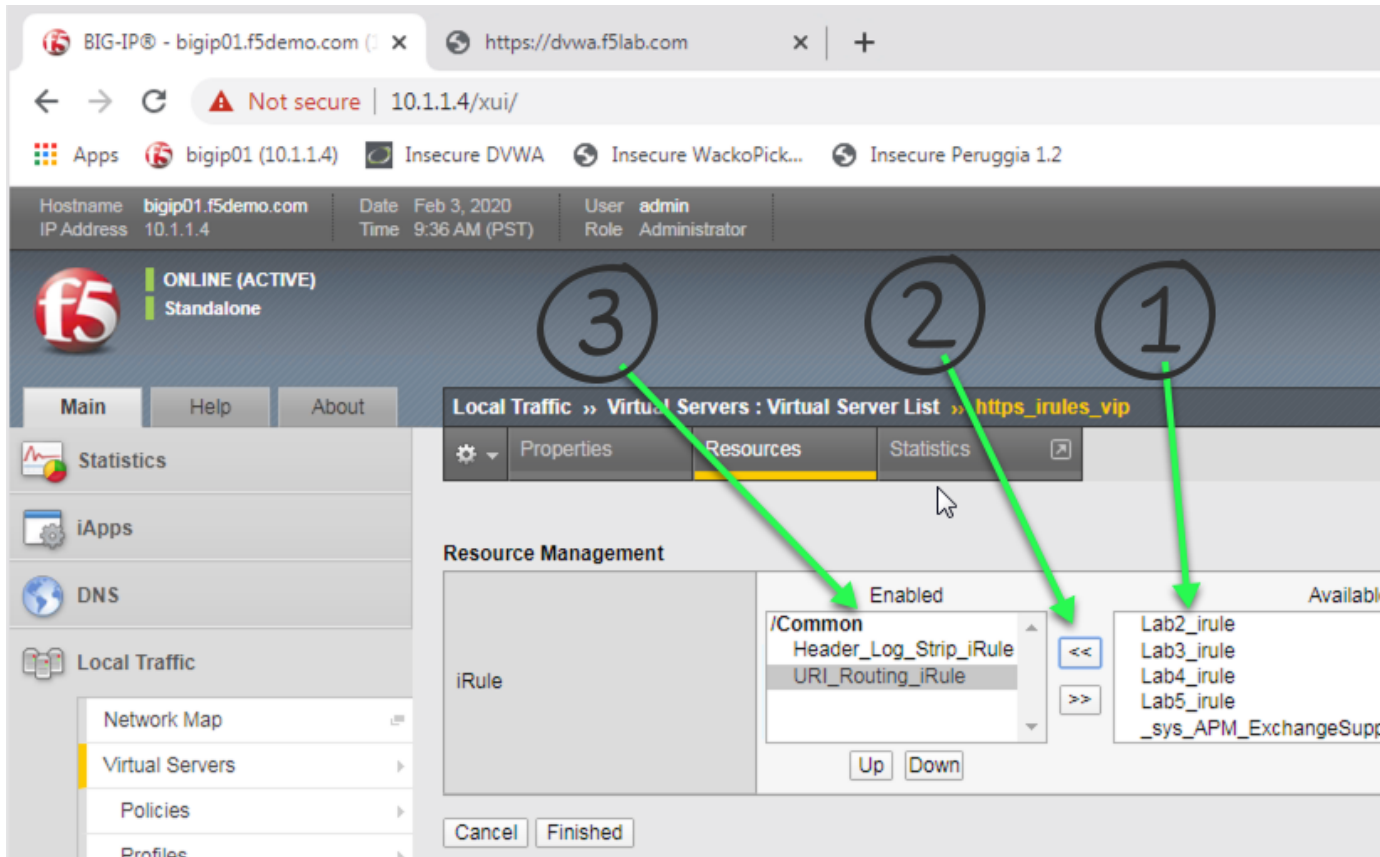 BIG-IP® - bigip01.f5demo.com (
https://dvwa.f5lab.com
Not secure | 10.1.1.4/xui/
Apps bigip01 (10.1.1.4) Insecure DVWA Insecure WackoPick... Insecure Peruggia 1.2
Hostname bigip01.f5demo.com Date Feb 3, 2020 User admin
IP Address 10.1.1.4 Time 9:36 AM (PST) Role Administrator
f5
ONLINE (ACTIVE)
Standalone
3 2 1
Main Help About
Local Traffic ›› Virtual Servers : Virtual Server List ›› https_irules_vip
Properties Resources Statistics
Statistics
iApps
DNS
Local Traffic
Network Map
Virtual Servers
Policies
Profiles
Resource Management
iRule
Enabled
/Common
Header_Log_Strip_iRule
URI_Routing_iRule
<<
>>
Up Down
Availabl
Lab2_irule
Lab3_irule
Lab4_irule
Lab5_irule
_sys_APM_ExchangeSupp
Cancel Finished